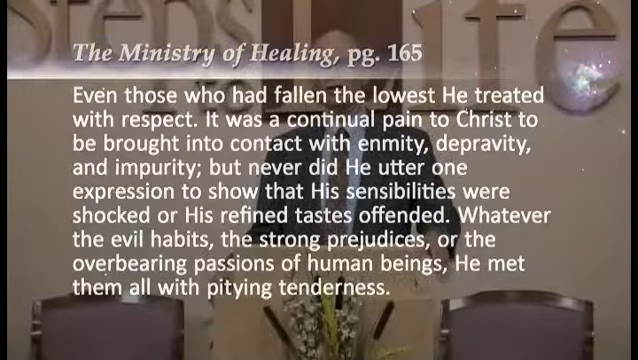 Steps
Life
The Ministry of Healing, pg. 165
Even those who had fallen the lowest He treated
with respect. It was a continual pain to Christ to
be brought into contact with enmity, depravity,
and impurity; but never did He utter one
expression to show that His sensibilities were
shocked or His refined tastes offended. Whatever
the evil habits, the strong prejudices, or the
overbearing passions of human beings, He met
them all with pitying tenderness.